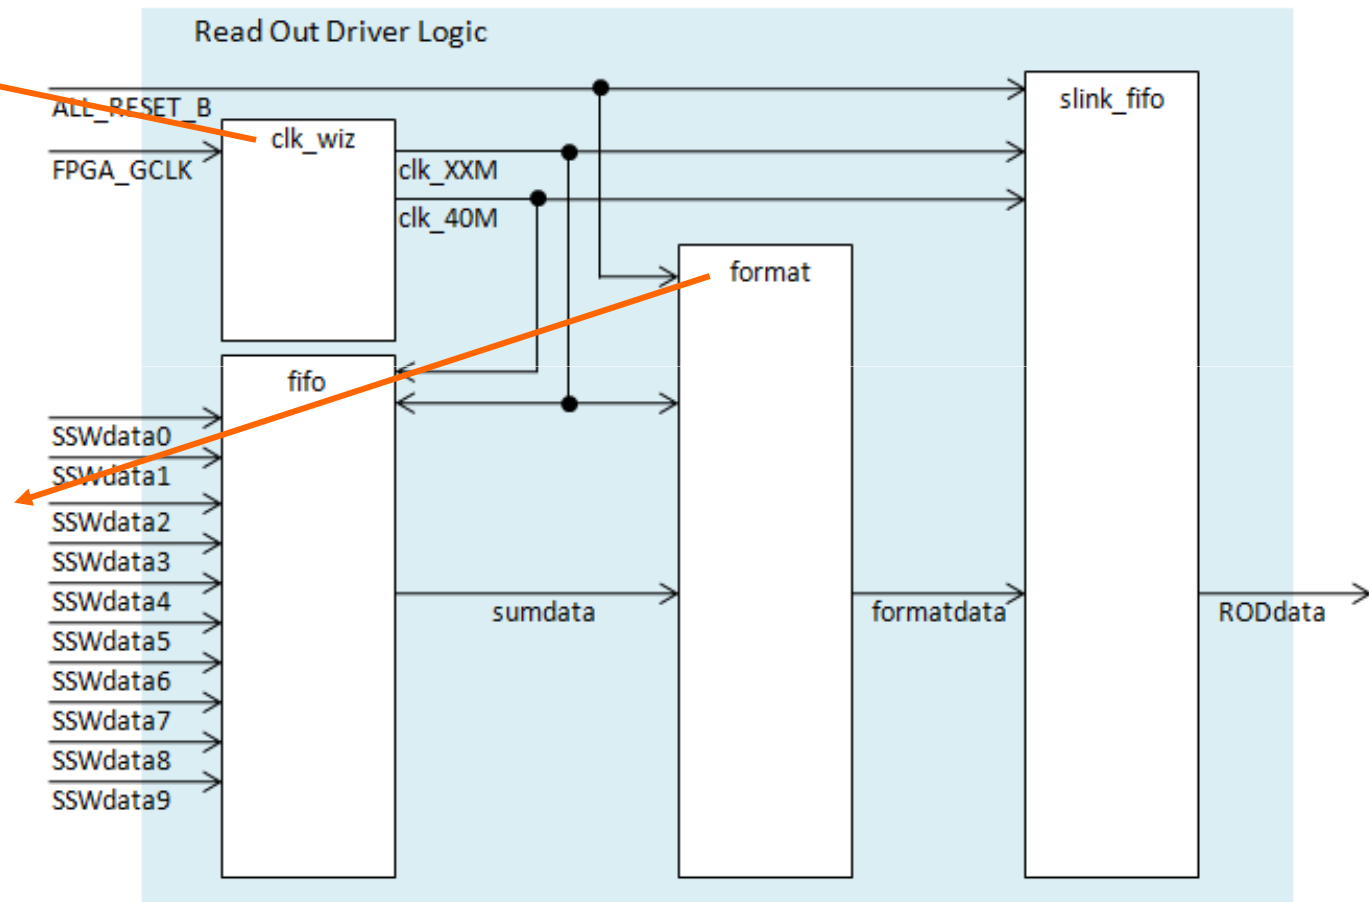 Read Out Driver Logic
ALL_RESET_B
FPGA_GCLK
clk_wiz
clk_XXM
clk_40M
slink_fifo
format
fifo
SSWdata0
SSWdata1
SSWdata2
SSWdata3
SSWdata4
SSWdata5
SSWdata6
SSWdata7
SSWdata8
SSWdata9
sumdata
formatdata
RODdata